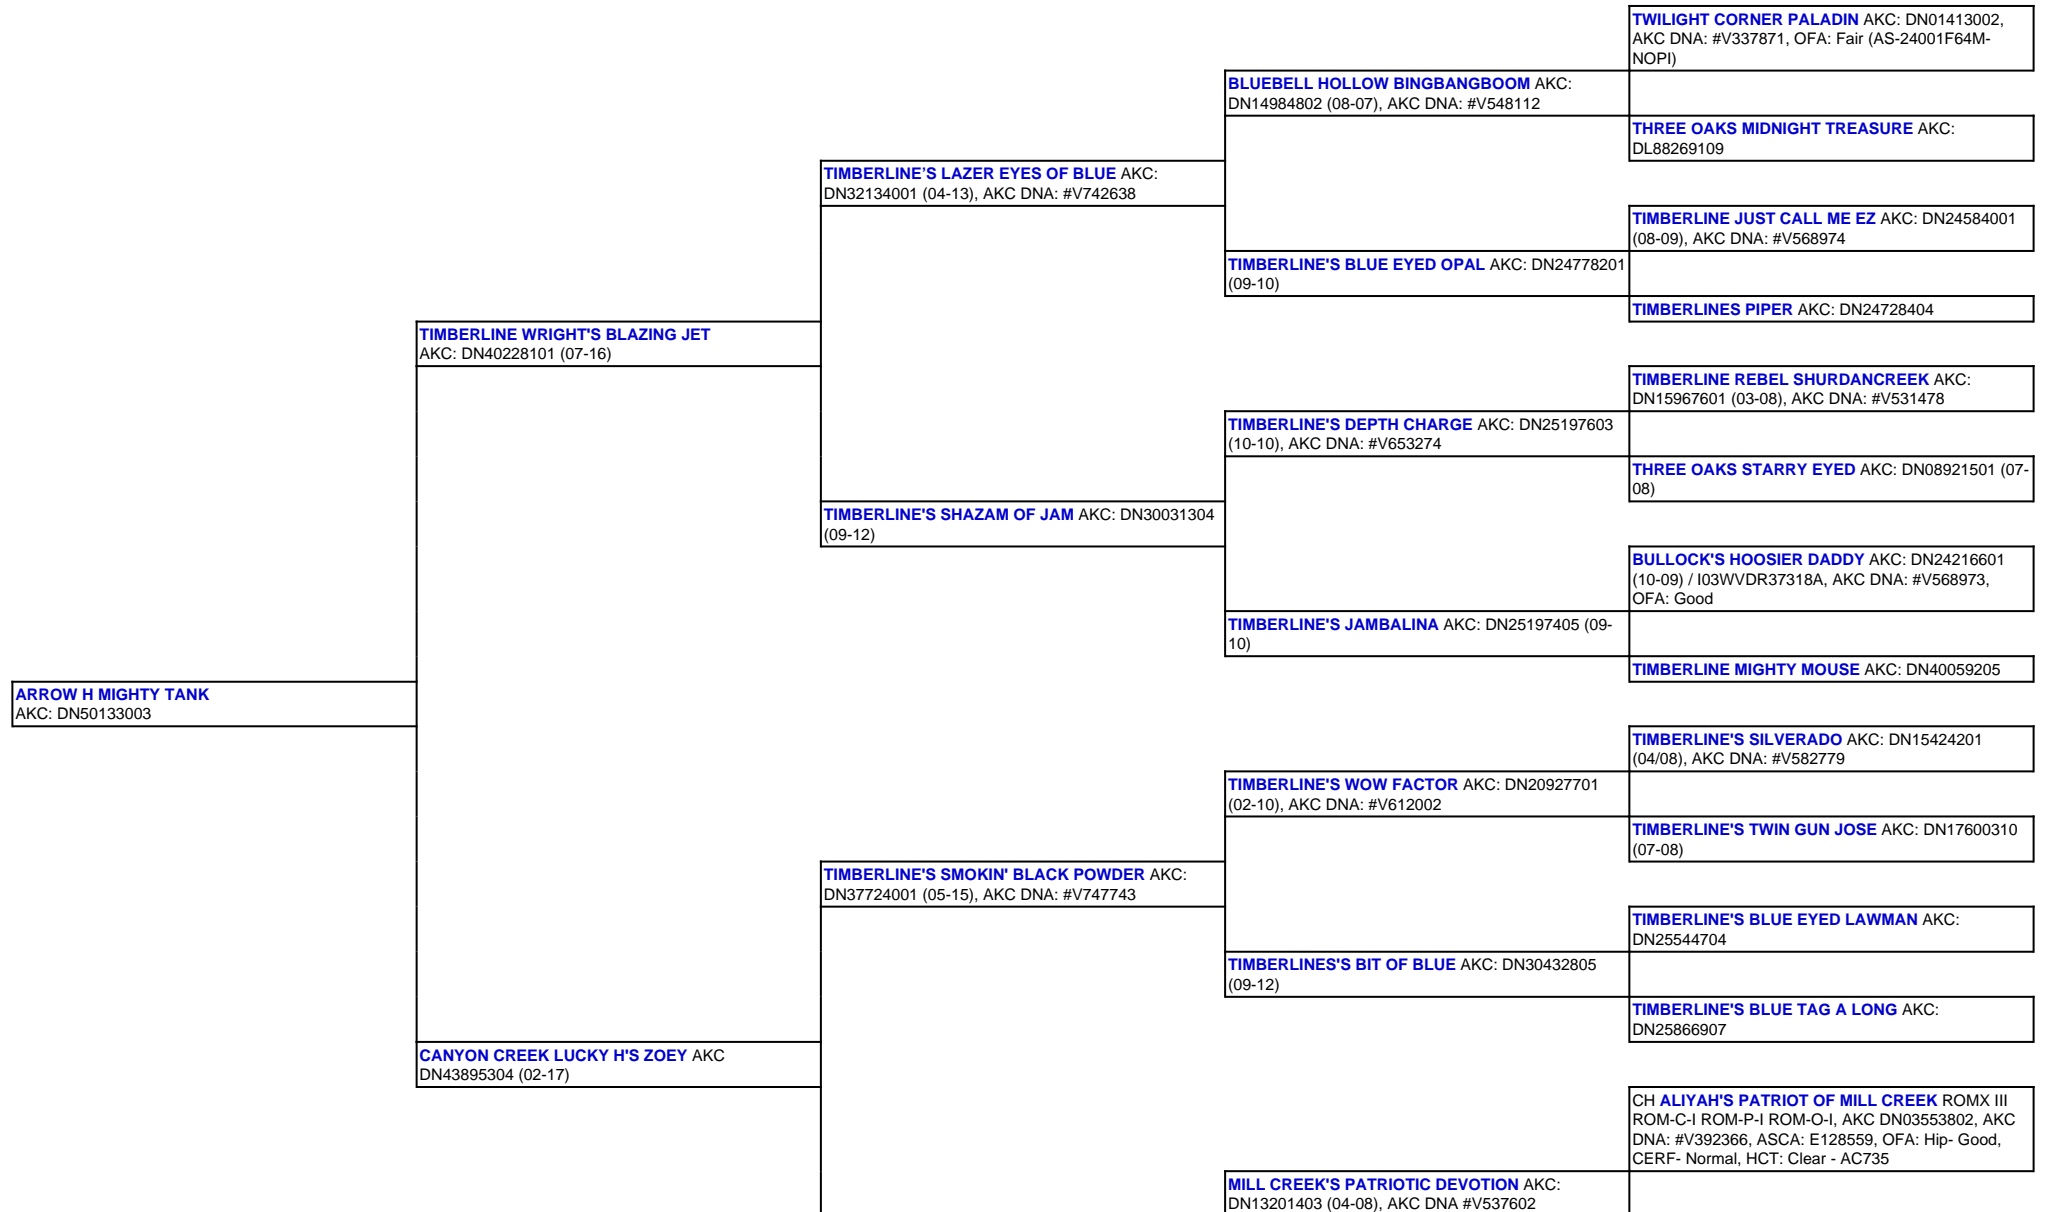 TWILIGHT CORNER PALADIN AKC: DN01413002,
AKC DNA: #V337871, OFA: Fair (AS-24001F64M-
NOPI)
BLUEBELL HOLLOW BINGBANGBOOM AKC:
DN14984802 (08-07), AKC DNA: #V548112
THREE OAKS MIDNIGHT TREASURE AKC:
DL88269109
TIMBERLINE’S LAZER EYES OF BLUE AKC:
DN32134001 (04-13), AKC DNA: #V742638
TIMBERLINE JUST CALL ME EZ AKC: DN24584001
(08-09), AKC DNA: #V568974
TIMBERLINE'S BLUE EYED OPAL AKC: DN24778201
(09-10)
TIMBERLINES PIPER AKC: DN24728404
TIMBERLINE WRIGHT'S BLAZING JET
AKC: DN40228101 (07-16)
TIMBERLINE REBEL SHURDANCREEK AKC:
DN15967601 (03-08), AKC DNA: #V531478
TIMBERLINE'S DEPTH CHARGE AKC: DN25197603
(10-10), AKC DNA: #V653274
THREE OAKS STARRY EYED AKC: DN08921501 (07-
08)
TIMBERLINE'S SHAZAM OF JAM AKC: DN30031304
(09-12)
BULLOCK'S HOOSIER DADDY AKC: DN24216601
(10-09) / I03WVDR37318A, AKC DNA: #V568973,
OFA: Good
TIMBERLINE'S JAMBALINA AKC: DN25197405 (09-
10)
TIMBERLINE MIGHTY MOUSE AKC: DN40059205
ARROW H MIGHTY TANK
AKC: DN50133003
TIMBERLINE'S SILVERADO AKC: DN15424201
(04/08), AKC DNA: #V582779
TIMBERLINE'S WOW FACTOR AKC: DN20927701
(02-10), AKC DNA: #V612002
TIMBERLINE'S TWIN GUN JOSE AKC: DN17600310
(07-08)
TIMBERLINE'S SMOKIN' BLACK POWDER AKC:
DN37724001 (05-15), AKC DNA: #V747743
TIMBERLINE'S BLUE EYED LAWMAN AKC:
DN25544704
TIMBERLINES'S BIT OF BLUE AKC: DN30432805
(09-12)
TIMBERLINE'S BLUE TAG A LONG AKC:
DN25866907
CANYON CREEK LUCKY H'S ZOEY AKC
DN43895304 (02-17)
CH ALIYAH'S PATRIOT OF MILL CREEK ROMX III
ROM-C-I ROM-P-I ROM-O-I, AKC DN03553802, AKC
DNA: #V392366, ASCA: E128559, OFA: Hip- Good,
CERF- Normal, HCT: Clear - AC735
MILL CREEK'S PATRIOTIC DEVOTION AKC:
DN13201403 (04-08), AKC DNA #V537602